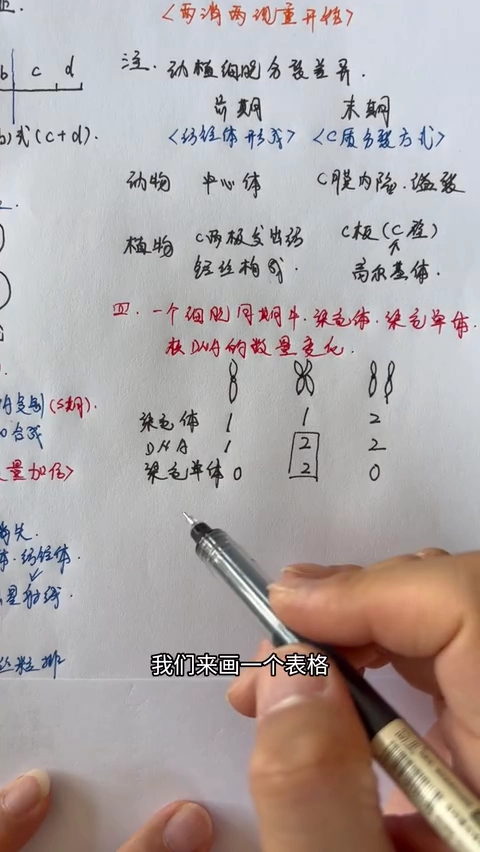 <两消两现重开始>
b c d
式(c+d).
注. 动植细胞分裂差异.
前期 末期
<纺锤体形成> <C质分裂方式>
动物 中心体 C膜内陷.缢裂
植物 C两极发出纺锤丝构成 C板(C壁)
高尔基体.
四. 一个细胞周期中.染色体.染色单体.
核DNA的数量变化.
染色体 1 1 2
DNA 1 2 2
染色单体 0 2 0
(S期).
合成
量加倍>
消失.
体.纺锤体.
星射线.
我们来画一个表格